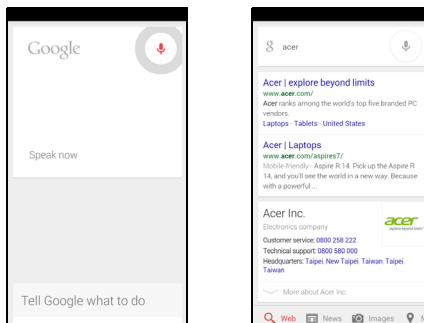 Google
Speak now
Tell Google what to do
g acer
Acer | explore beyond limits
www.acer.com/
Acer ranks among the world's top five branded PC
vendors.
Laptops - Tablets - United States
Acer | Laptops
www.acer.com/aspires7/
Mobile-friendly - Aspire R 14. Pick up the Aspire R
14, and you'll see the world in a new way. Because
with a powerful ...
Acer Inc.
Electronics company
acer
explore beyond limits
Customer service: 0800 258 222
Technical support: 0800 580 000
Headquarters: Taipei, New Taipei, Taiwan, Taipei,
Taiwan
More about Acer Inc.
Web News Images M